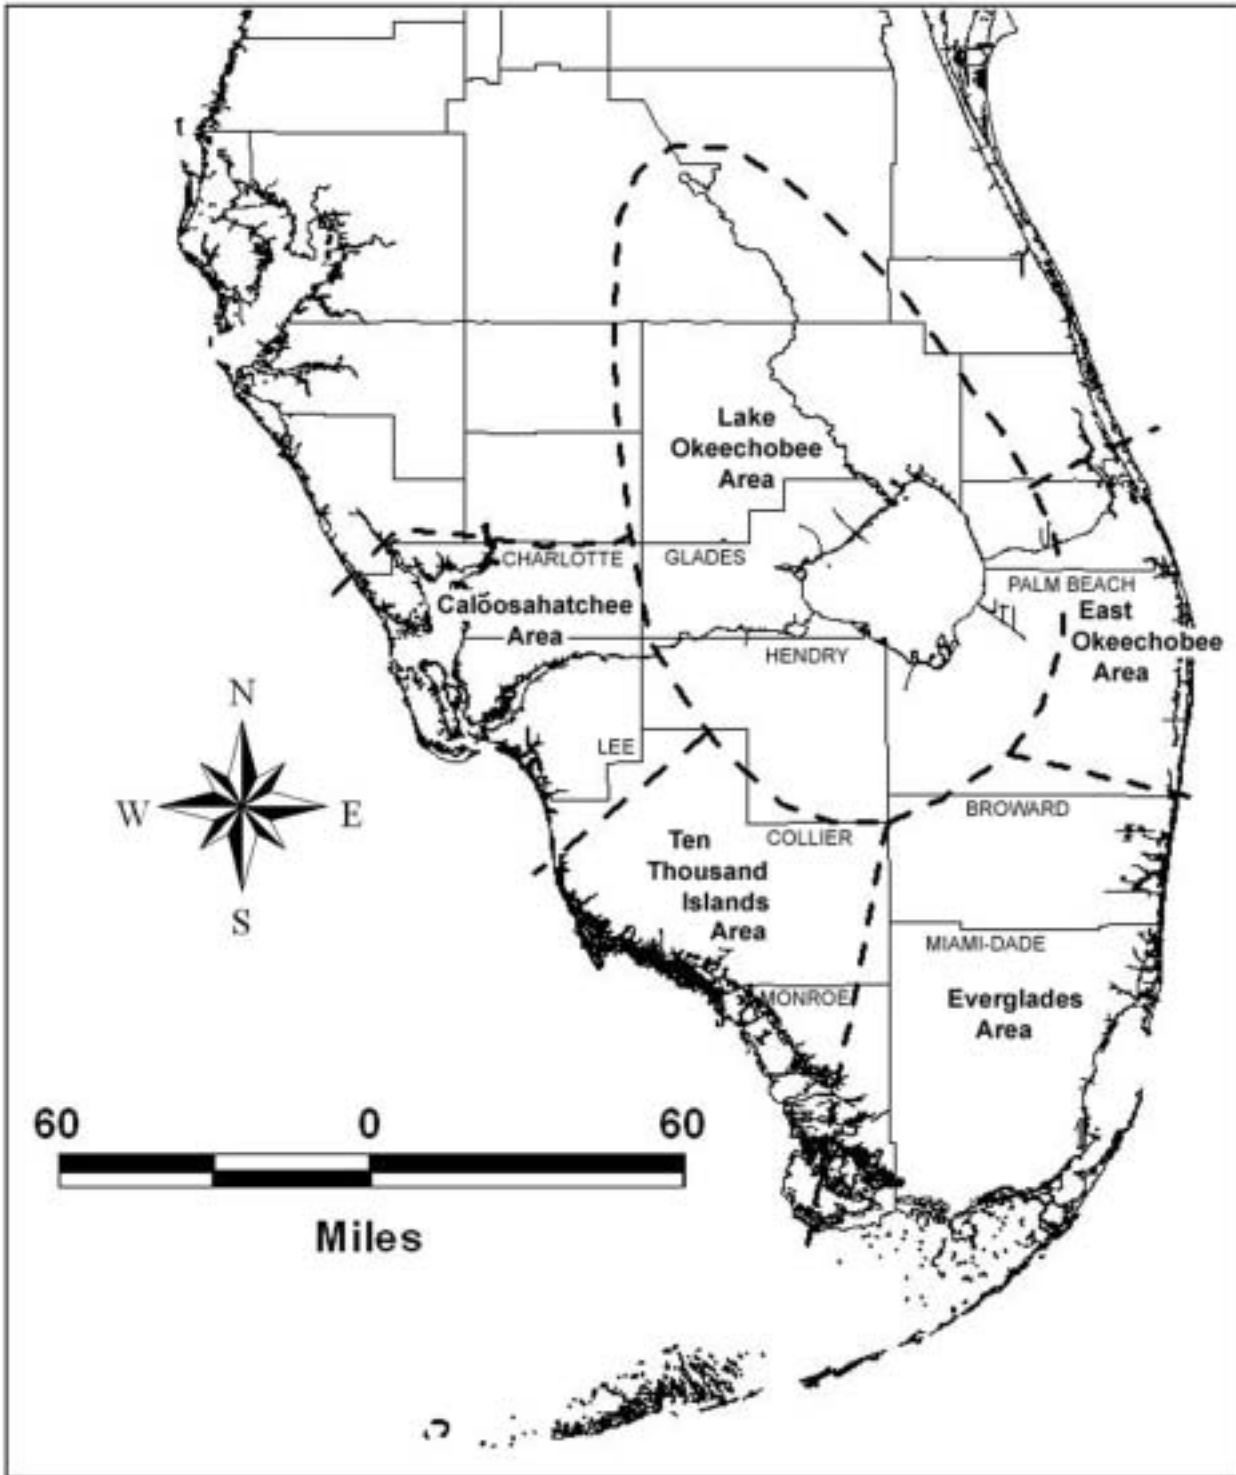 Lake
Okeechobee
Area
CHARLOTTE
GLADES
PALM BEACH
Caloosahatchee
Area
East
Okeechobee
Area
HENDRY
N
W
E
S
LEE
BROWARD
COLLIER
Ten
Thousand
Islands
Area
MIAMI-DADE
MONROE
Everglades
Area
60 0 60
Miles